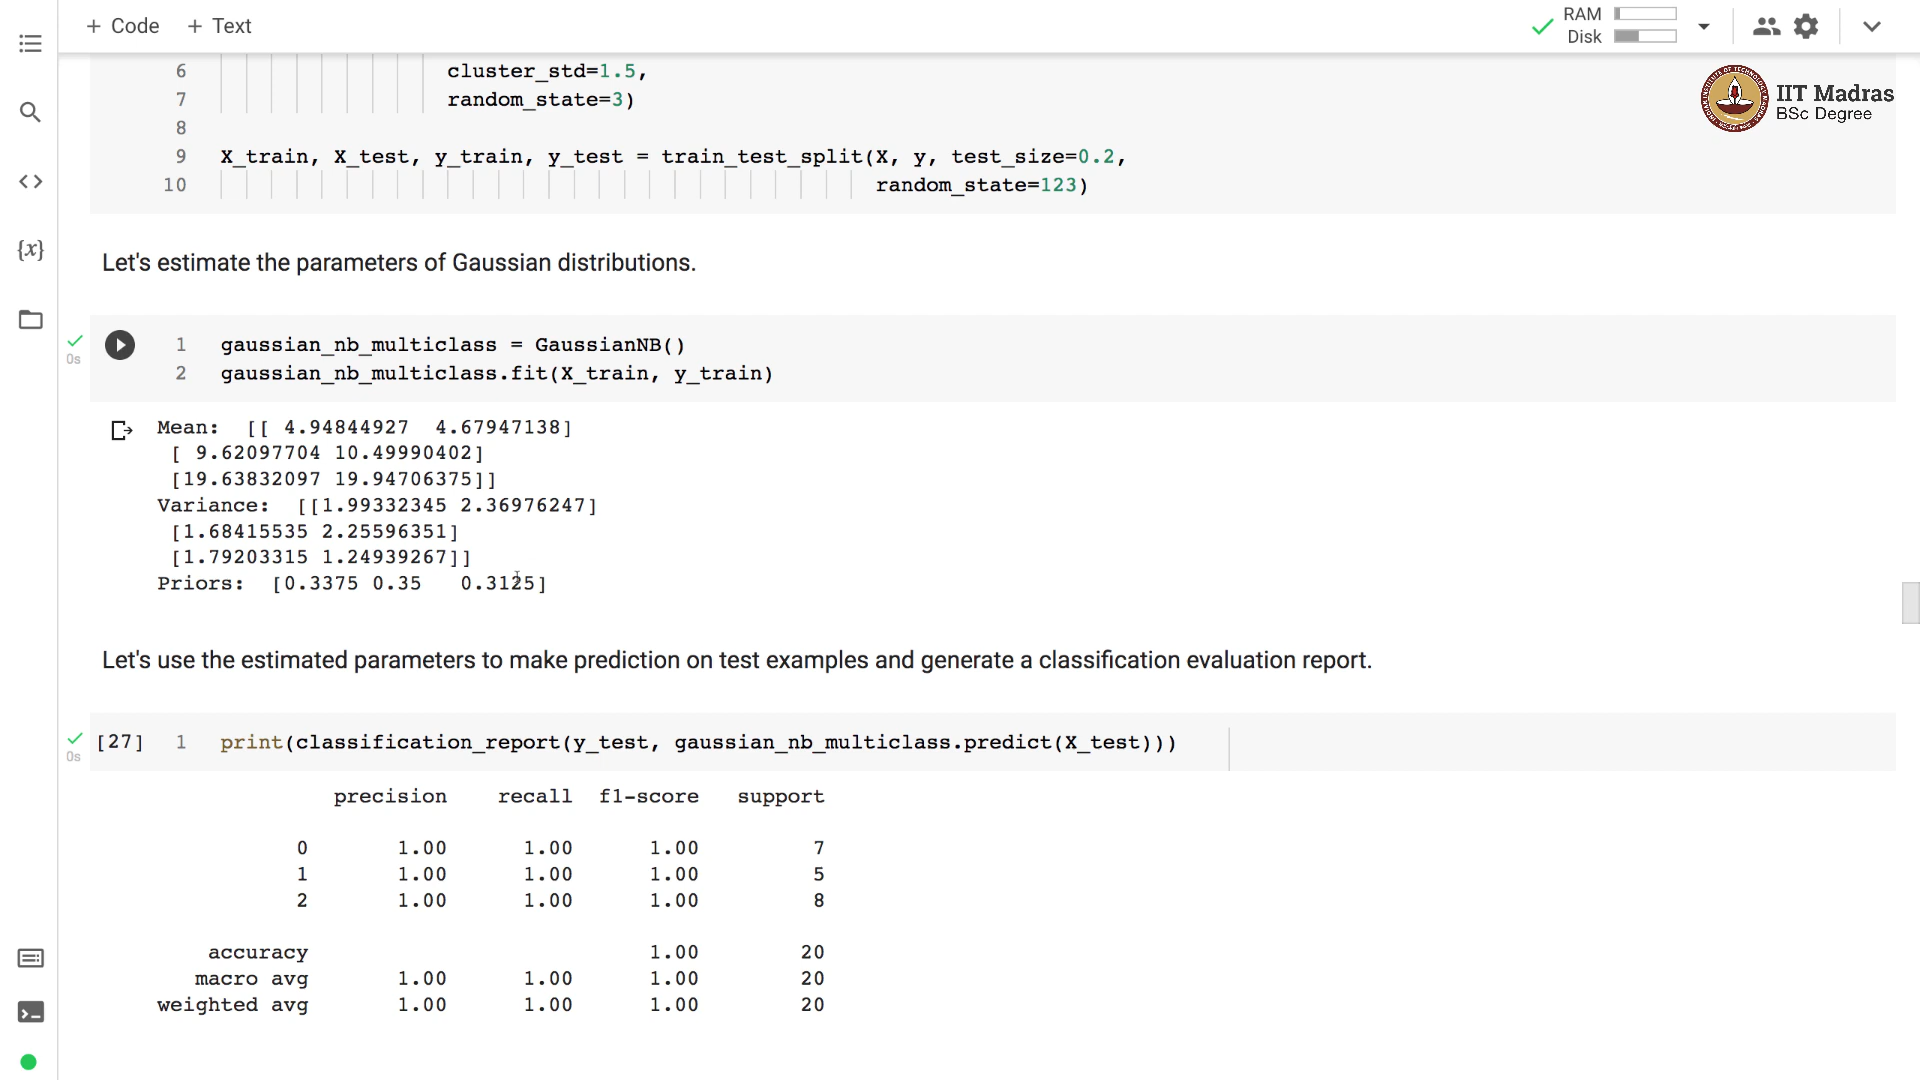 + Code + Text
RAM
Disk
IIT Madras
BSc Degree
6 cluster_std=1.5,
7 random_state=3)
8
9 X_train, X_test, y_train, y_test = train_test_split(X, y, test_size=0.2,
10 random_state=123)
Let's estimate the parameters of Gaussian distributions.
0s
1 gaussian_nb_multiclass = GaussianNB()
2 gaussian_nb_multiclass.fit(X_train, y_train)
Mean: [[ 4.94844927 4.67947138]
[ 9.62097704 10.49990402]
[19.63832097 19.94706375]]
Variance: [[1.99332345 2.36976247]
[1.68415535 2.25596351]
[1.79203315 1.24939267]]
Priors: [0.3375 0.35 0.3125]
Let's use the estimated parameters to make prediction on test examples and generate a classification evaluation report.
0s
[27] 1 print(classification_report(y_test, gaussian_nb_multiclass.predict(X_test)))
precision recall f1-score support
0 1.00 1.00 1.00 7
1 1.00 1.00 1.00 5
2 1.00 1.00 1.00 8
accuracy 1.00 20
macro avg 1.00 1.00 1.00 20
weighted avg 1.00 1.00 1.00 20